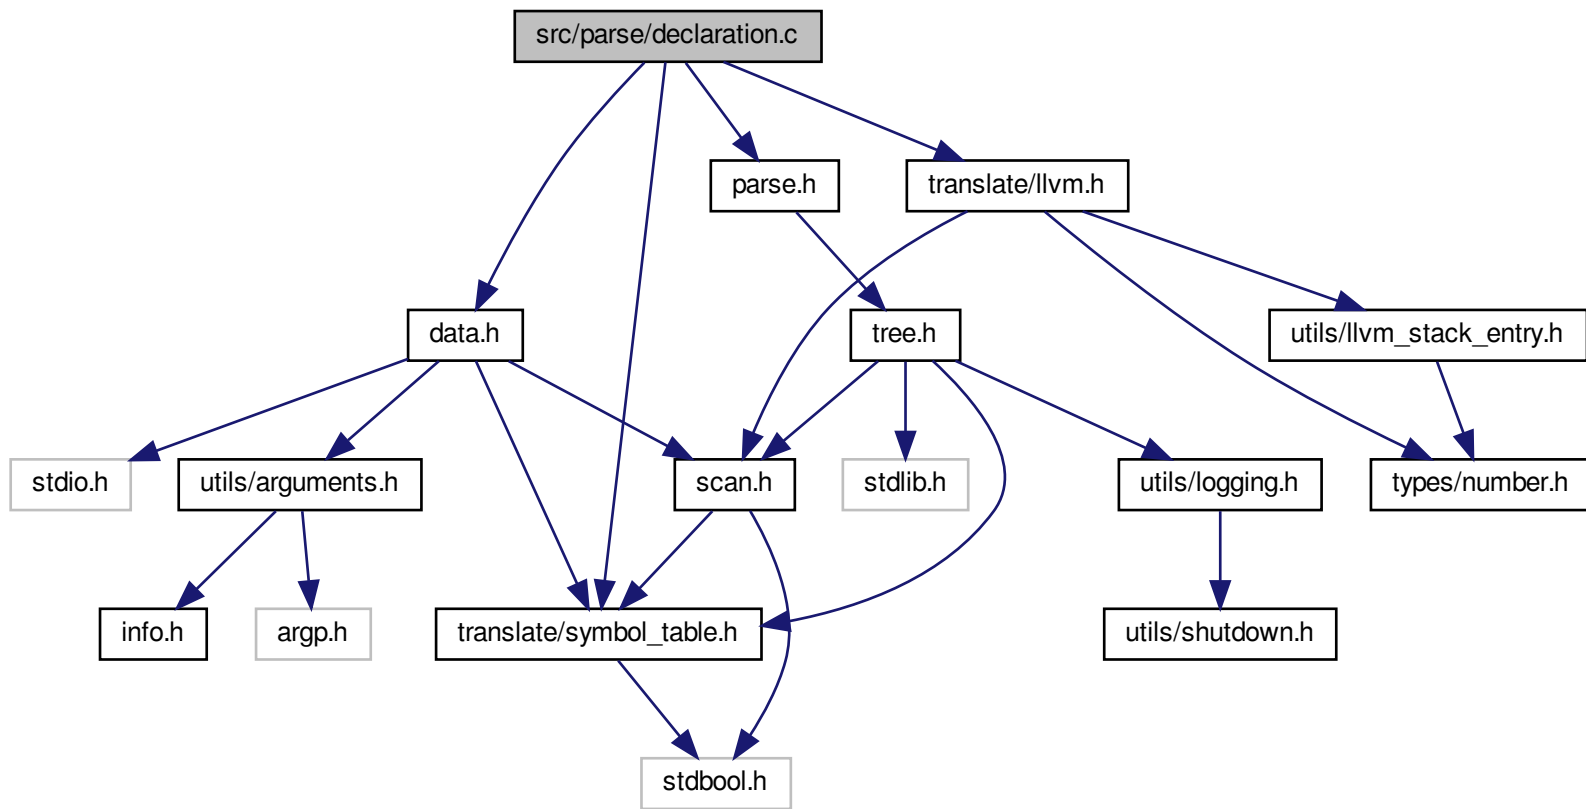 src/parse/declaration.c
parse.h
translate/llvm.h
data.h
tree.h
utils/llvm_stack_entry.h
stdio.h
utils/arguments.h
scan.h
stdlib.h
utils/logging.h
types/number.h
info.h
argp.h
translate/symbol_table.h
utils/shutdown.h
stdbool.h